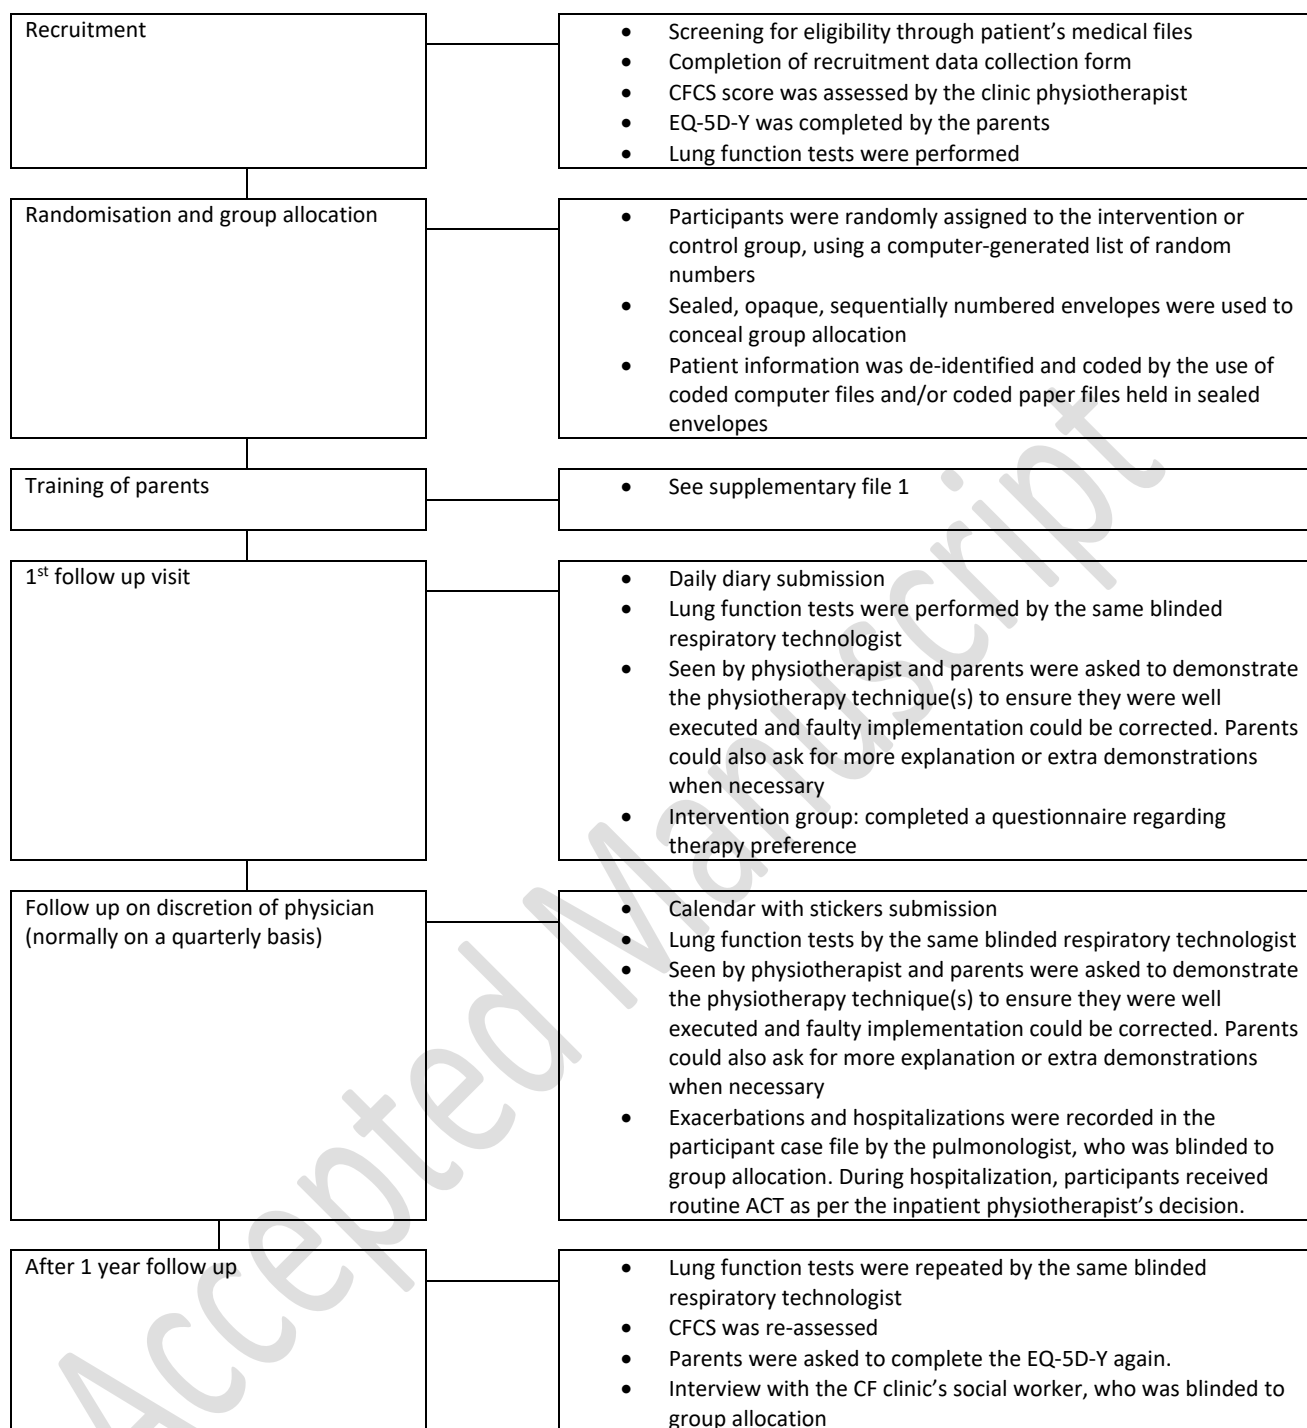 Recruitment
• Screening for eligibility through patient’s medical files
• Completion of recruitment data collection form
• CFCS score was assessed by the clinic physiotherapist
• EQ-5D-Y was completed by the parents
• Lung function tests were performed
Randomisation and group allocation
• Participants were randomly assigned to the intervention or
control group, using a computer-generated list of random
numbers
• Sealed, opaque, sequentially numbered envelopes were used to
conceal group allocation
• Patient information was de-identified and coded by the use of
coded computer files and/or coded paper files held in sealed
envelopes
Training of parents
• See supplementary file 1
1st follow up visit
• Daily diary submission
• Lung function tests were performed by the same blinded
respiratory technologist
• Seen by physiotherapist and parents were asked to demonstrate
the physiotherapy technique(s) to ensure they were well
executed and faulty implementation could be corrected. Parents
could also ask for more explanation or extra demonstrations
when necessary
• Intervention group: completed a questionnaire regarding
therapy preference
Follow up on discretion of physician
(normally on a quarterly basis)
• Calendar with stickers submission
• Lung function tests by the same blinded respiratory technologist
• Seen by physiotherapist and parents were asked to demonstrate
the physiotherapy technique(s) to ensure they were well
executed and faulty implementation could be corrected. Parents
could also ask for more explanation or extra demonstrations
when necessary
• Exacerbations and hospitalizations were recorded in the
participant case file by the pulmonologist, who was blinded to
group allocation. During hospitalization, participants received
routine ACT as per the inpatient physiotherapist’s decision.
After 1 year follow up
• Lung function tests were repeated by the same blinded
respiratory technologist
• CFCS was re-assessed
• Parents were asked to complete the EQ-5D-Y again.
• Interview with the CF clinic’s social worker, who was blinded to
group allocation
Accepted Manuscript